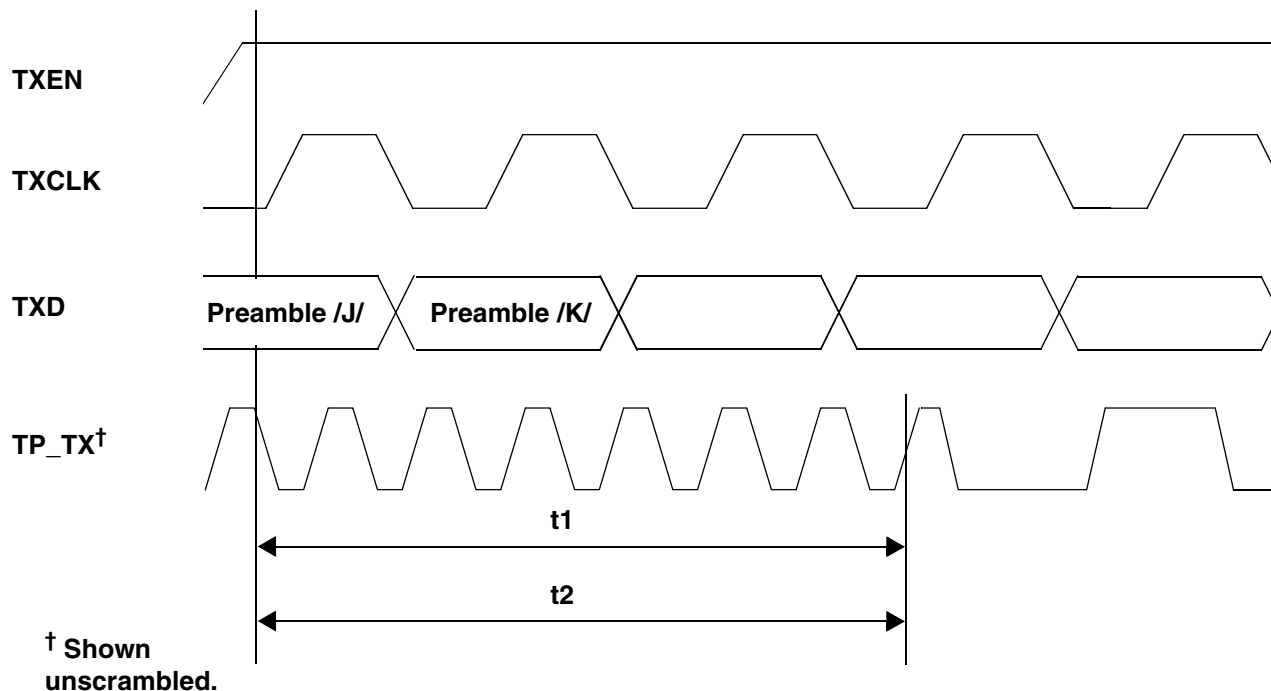 TXEN
TXCLK
TXD
Preamble /J/
Preamble /K/
TP_TX†
t1
t2
† Shown
unscrambled.